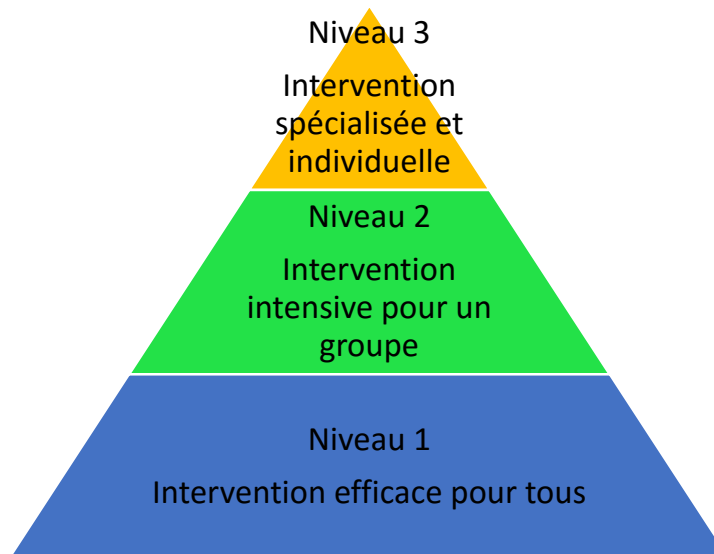 Niveau 3
Intervention
spécialisée et
individuelle
Niveau 2
Intervention
intensive pour un
groupe
Niveau 1
Intervention efficace pour tous